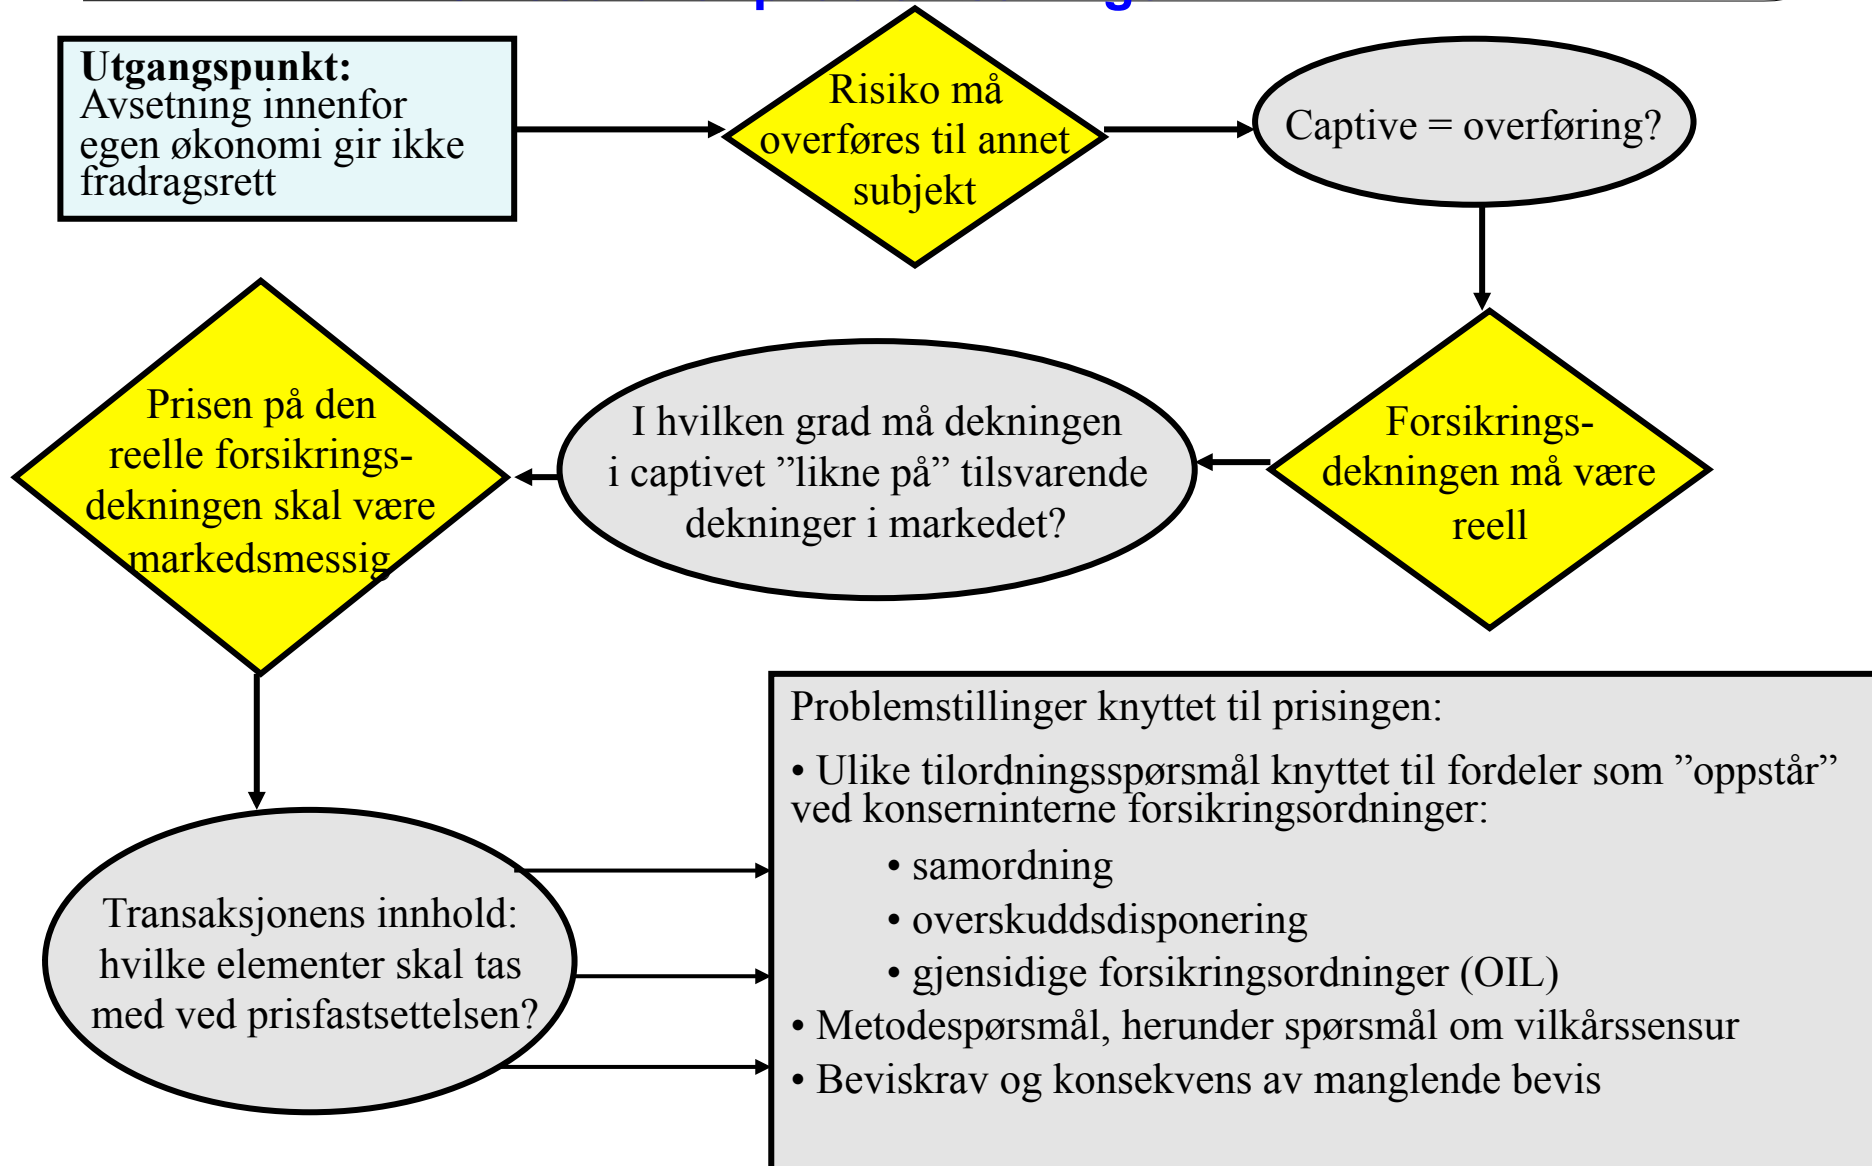 Utgangspunkt:
Avsetning innenfor
egen økonomi gir ikke
fradragsrett
Risiko må
overføres til annet
subjekt
Captive = overføring?
Prisen på den
reelle forsikrings-
dekningen skal være
markedsmessig
I hvilken grad må dekningen
i captivet ”likne på” tilsvarende
dekninger i markedet?
Forsikrings-
dekningen må være
reell
Transaksjonens innhold:
hvilke elementer skal tas
med ved prisfastsettelsen?
Problemstillinger knyttet til prisingen:
• Ulike tilordningsspørsmål knyttet til fordeler som ”oppstår”
ved konserninterne forsikringsordninger:
• samordning
• overskuddsdisponering
• gjensidige forsikringsordninger (OIL)
• Metodespørsmål, herunder spørsmål om vilkårssensur
• Beviskrav og konsekvens av manglende bevis